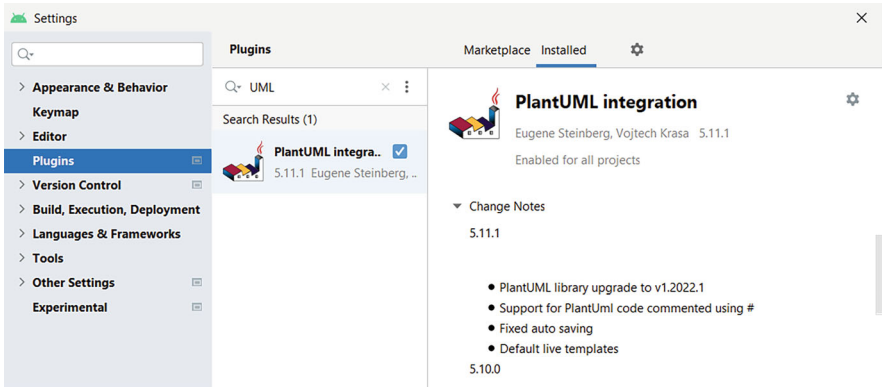 Settings
Appearance & Behavior
Keymap
Editor
Plugins
Version Control
Build, Execution, Deployment
Languages & Frameworks
Tools
Other Settings
Experimental
Plugins
Marketplace Installed
UML
Search Results (1)
PlantUML integra..
5.11.1 Eugene Steinberg, ..
PlantUML integration
Eugene Steinberg, Vojtech Krasa 5.11.1
Enabled for all projects
Change Notes
5.11.1
• PlantUML library upgrade to v1.2022.1
• Support for PlantUml code commented using #
• Fixed auto saving
• Default live templates
5.10.0